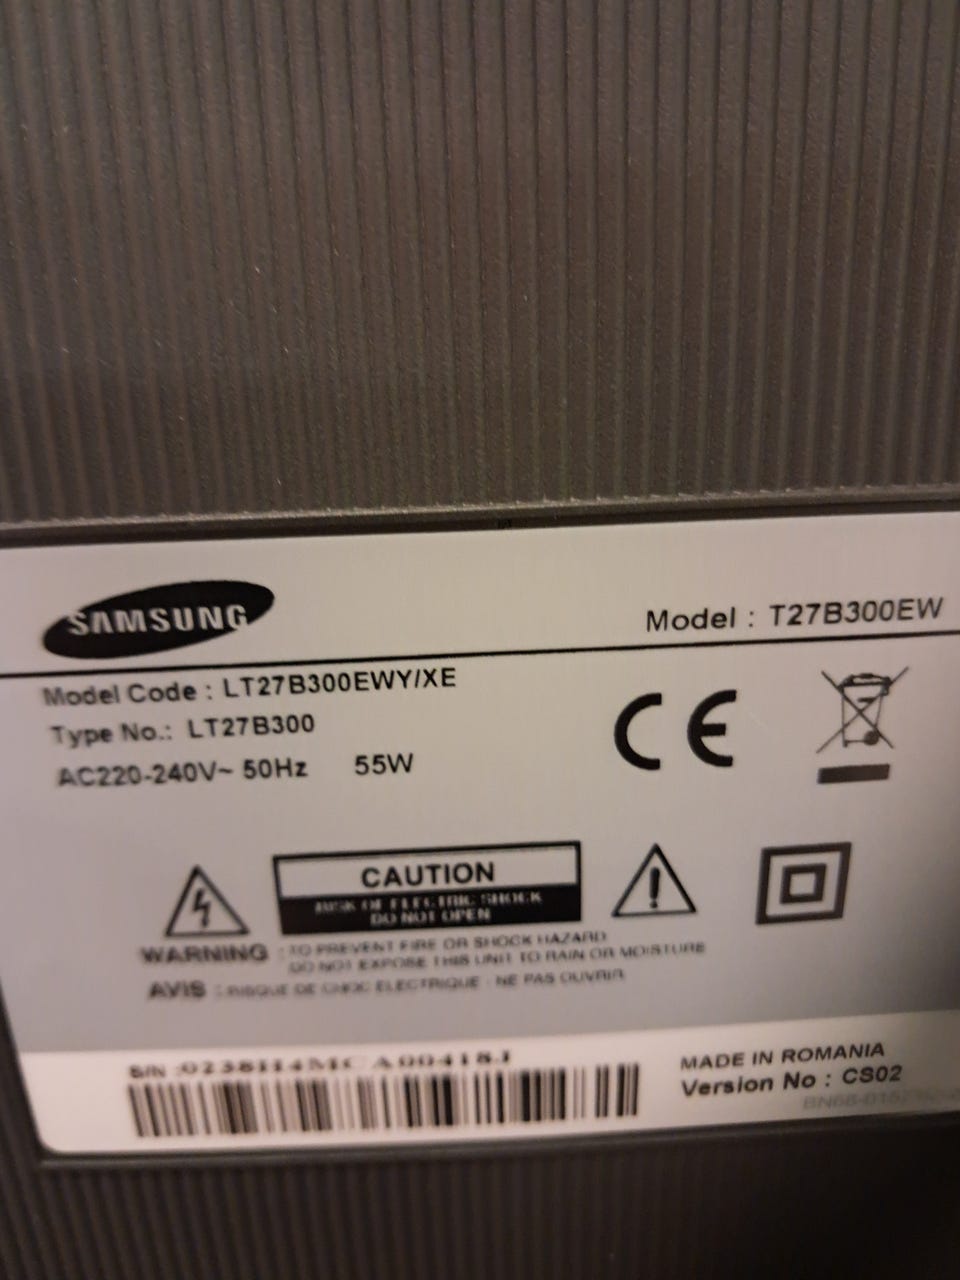 SAMSUNG
Model : T27B300EW
Model Code : LT27B300EWY/XE
Type No.: LT27B300
AC220-240V~ 50Hz 55W
CE
CAUTION
RISK OF ELECTRIC SHOCK
DO NOT OPEN
WARNING : TO PREVENT FIRE OR SHOCK HAZARD
DO NOT EXPOSE THIS UNIT TO RAIN OR MOISTURE
AVIS : RISQUE DE CHOC ELECTRIQUE - NE PAS OUVRIR
S/N :
MADE IN ROMANIA
Version No : CS02